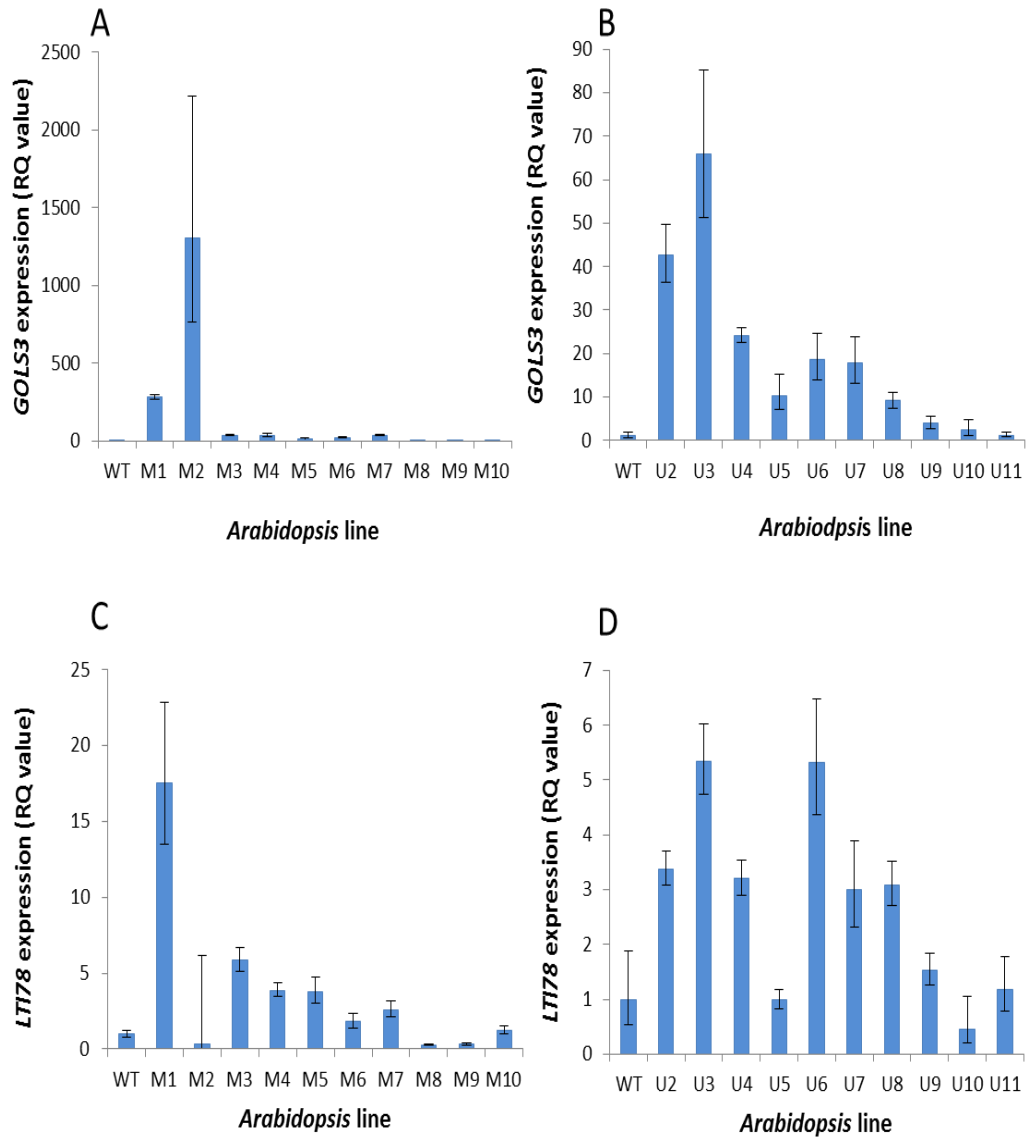 A
GOLS3 expression (RQ value)
2500
2000
1500
1000
500
0
WT M1 M2 M3 M4 M5 M6 M7 M8 M9 M10
Arabidopsis line
B
GOLS3 expression (RQ value)
90
80
70
60
50
40
30
20
10
0
WT U2 U3 U4 U5 U6 U7 U8 U9 U10 U11
Arabiodpsis line
C
LTI78 expression (RQ value)
25
20
15
10
5
0
WT M1 M2 M3 M4 M5 M6 M7 M8 M9 M10
Arabidopsis line
D
LTI78 expression (RQ value)
7
6
5
4
3
2
1
0
WT U2 U3 U4 U5 U6 U7 U8 U9 U10 U11
Arabidopsis line